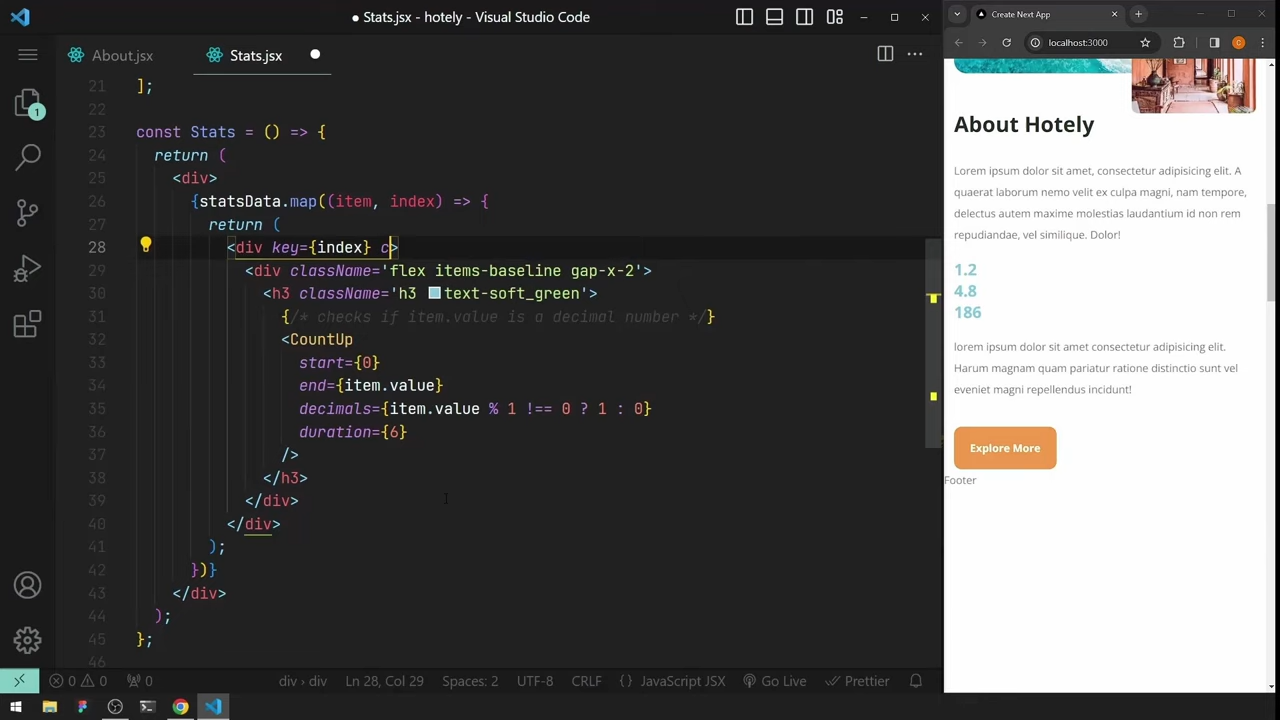 Stats.jsx - hotely - Visual Studio Code
About.jsx
Stats.jsx
1
21 ];
22
23 const Stats = () => {
24 return (
25 <div>
26 {statsData.map((item, index) => {
27 return (
28 <div key={index} c>
29 <div className='flex items-baseline gap-x-2'>
30 <h3 className='h3 text-soft_green'>
31 {/* checks if item.value is a decimal number */}
32 <CountUp
33 start={0}
34 end={item.value}
35 decimals={item.value % 1 !== 0 ? 1 : 0}
36 duration={6}
37 />
38 </h3>
39 </div>
40 </div>
41 );
42 })}
43 </div>
44 );
45 };
46
0 0 0 div › div Ln 28, Col 29 Spaces: 2 UTF-8 CRLF {} JavaScript JSX Go Live Prettier
Create Next App
localhost:3000
C
About Hotely
Lorem ipsum dolor sit amet, consectetur adipisicing elit. A
quaerat laborum nemo velit ex culpa magni, nam tempore,
delectus autem maxime molestias laudantium id non rem
repudiandae, vel similique. Dolor!
1.2
4.8
186
lorem ipsum dolor sit amet consectetur adipisicing elit.
Harum magnam quam pariatur ratione distinctio sunt vel
eveniet magni repellendus incidunt!
Explore More
Footer